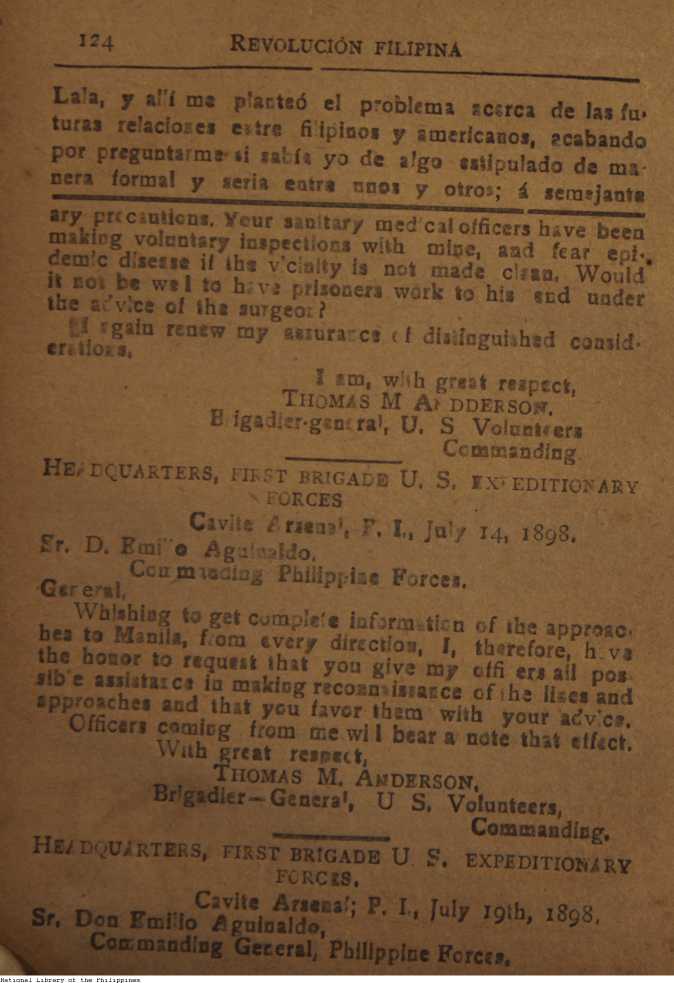 124 REVOLUCIÓN FILIPINA
Lala, y allí me planteó el problema acerca de las fu-
turas relaciones entre filipinos y americanos, acabando
por preguntarme si sabía yo de algo estipulado de ma-
nera formal y seria entre unos y otros; á semejante
ary precautions. Your sanitary medical officers have been
making voluntary inspections with mine, and fear epi-
demic disease if the vicinity is not made clean. Would
it not be well to have prisoners work to his end under
the advice of the surgeon?
I again renew my assurance of distinguished consid-
erations.
I am, with great respect,
THOMAS M ANDDERSON.
Brigadier-general, U. S Volunteers
Commanding
HEADQUARTERS, FIRST BRIGADE U. S. EXPEDITIONARY
FORCES
Cavite Arsenal, P. I., July 14, 1898.
Sr. D. Emilio Aguinaldo.
Commanding Philippine Forces.
General,
Whishing to get complete information of the approac-
hes to Manila, from every direction, I, therefore, have
the honor to request that you give my officers all pos
sible assistance in making reconnaissance of the lines and
approaches and that you favor them with your advice.
Officers coming from me will bear a note that effect.
With great respect,
THOMAS M. ANDERSON,
Brigadier—General, U S. Volunteers,
Commanding.
HEADQUARTERS, FIRST BRIGADE U S. EXPEDITIONARY
FORCES.
Cavite Arsenal; P. I., July 19th, 1898.
Sr. Don Emilio Aguinaldo,
Commanding General, Philippine Forces.
National Library of the Philippines